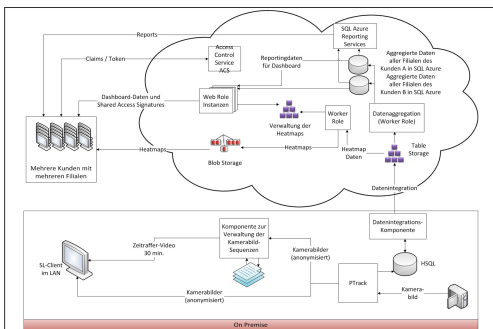 Reports
SQL Azure
Reporting
Services
Claims / Token
Access
Control
Service
ACS
Reportingdaten
für Dashboard
Aggregierte Daten
aller Filialen des
Kunden A in SQL Azure
Aggregierte Daten
aller Filialen des
Kunden B in SQL Azure
Dashboard-Daten und
Shared Access Signatures
Web Role
Instanzen
Verwaltung der
Heatmaps
Worker
Role
Datenaggregation
(Worker Role)
Mehrere Kunden mit
mehreren Filialen
Heatmaps
Blob Storage
Heatmaps
Heatmap
Daten
Table
Storage
Datenintegration
Datenintegrations-
Komponente
Komponente zur
Verwaltung der
Kamerabild-
Sequenzen
Zeitraffer-Video
30 min.
SL-Client
im LAN
Kamerabilder
(anonymisiert)
HSQL
PTrack
Kamera-
bild
Kamerabilder
(anonymisiert)
On Premise